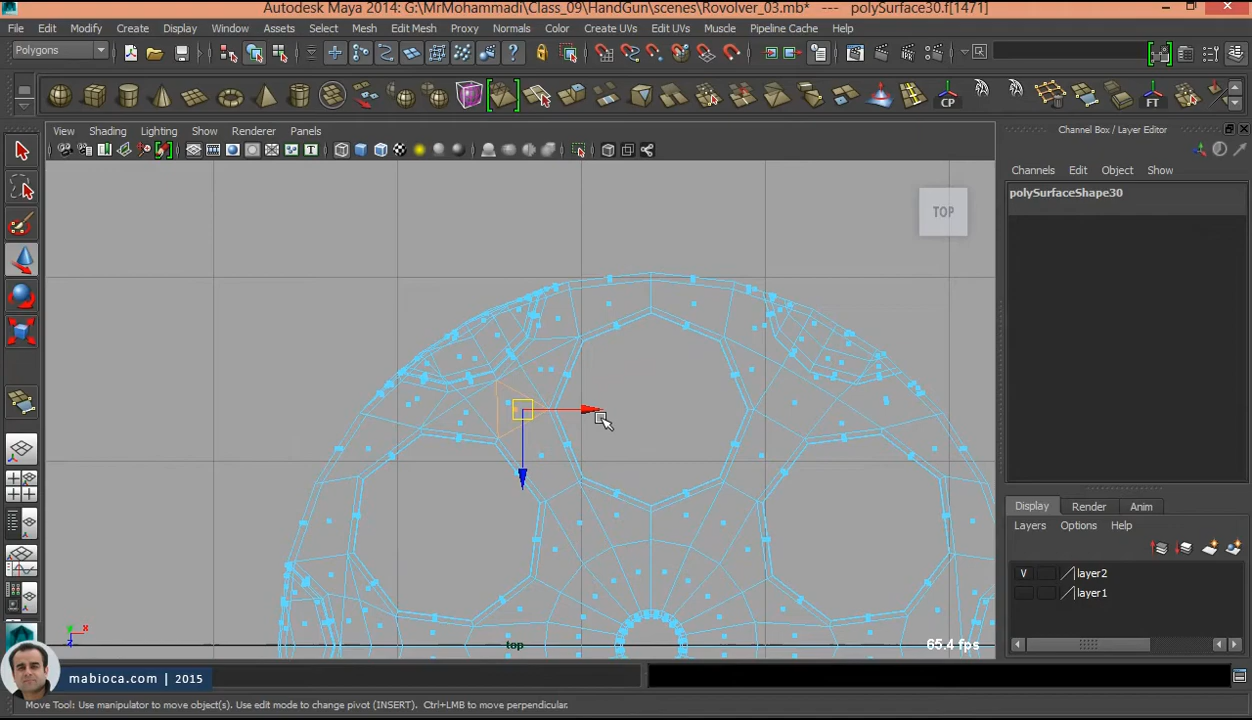 Autodesk Maya 2014: G:\MrMohammadi\Class_09\HandGun\scenes\Rovolver_03.mb* --- polySurface30.f[1471]
File Edit Modify Create Display Window Assets Select Mesh Edit Mesh Proxy Normals Color Create UVs Edit UVs Muscle Pipeline Cache Help
Polygons
CP FT
View Shading Lighting Show Renderer Panels
Channel Box / Layer Editor
Channels Edit Object Show
polySurfaceShape30
TOP
Display Render Anim
Layers Options Help
V layer2
layer1
top
65.4 fps
mabioca.com | 2015
Move Tool: Use manipulator to move object(s). Use edit mode to change pivot (INSERT). Ctrl+LMB to move perpendicular.